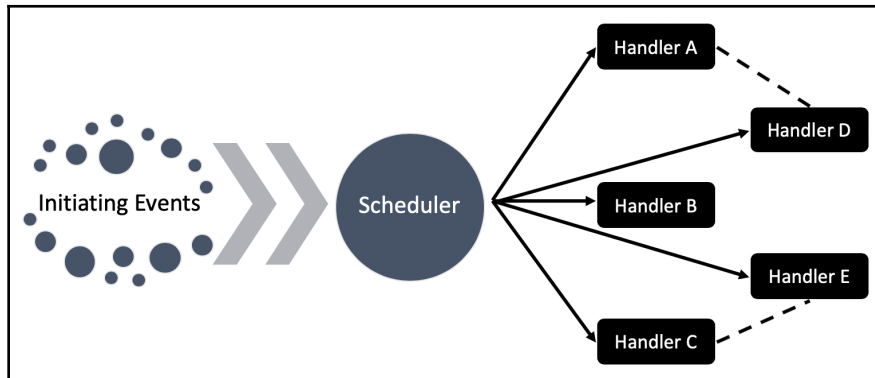 Handler A
Handler D
Initiating Events
Scheduler
Handler B
Handler E
Handler C